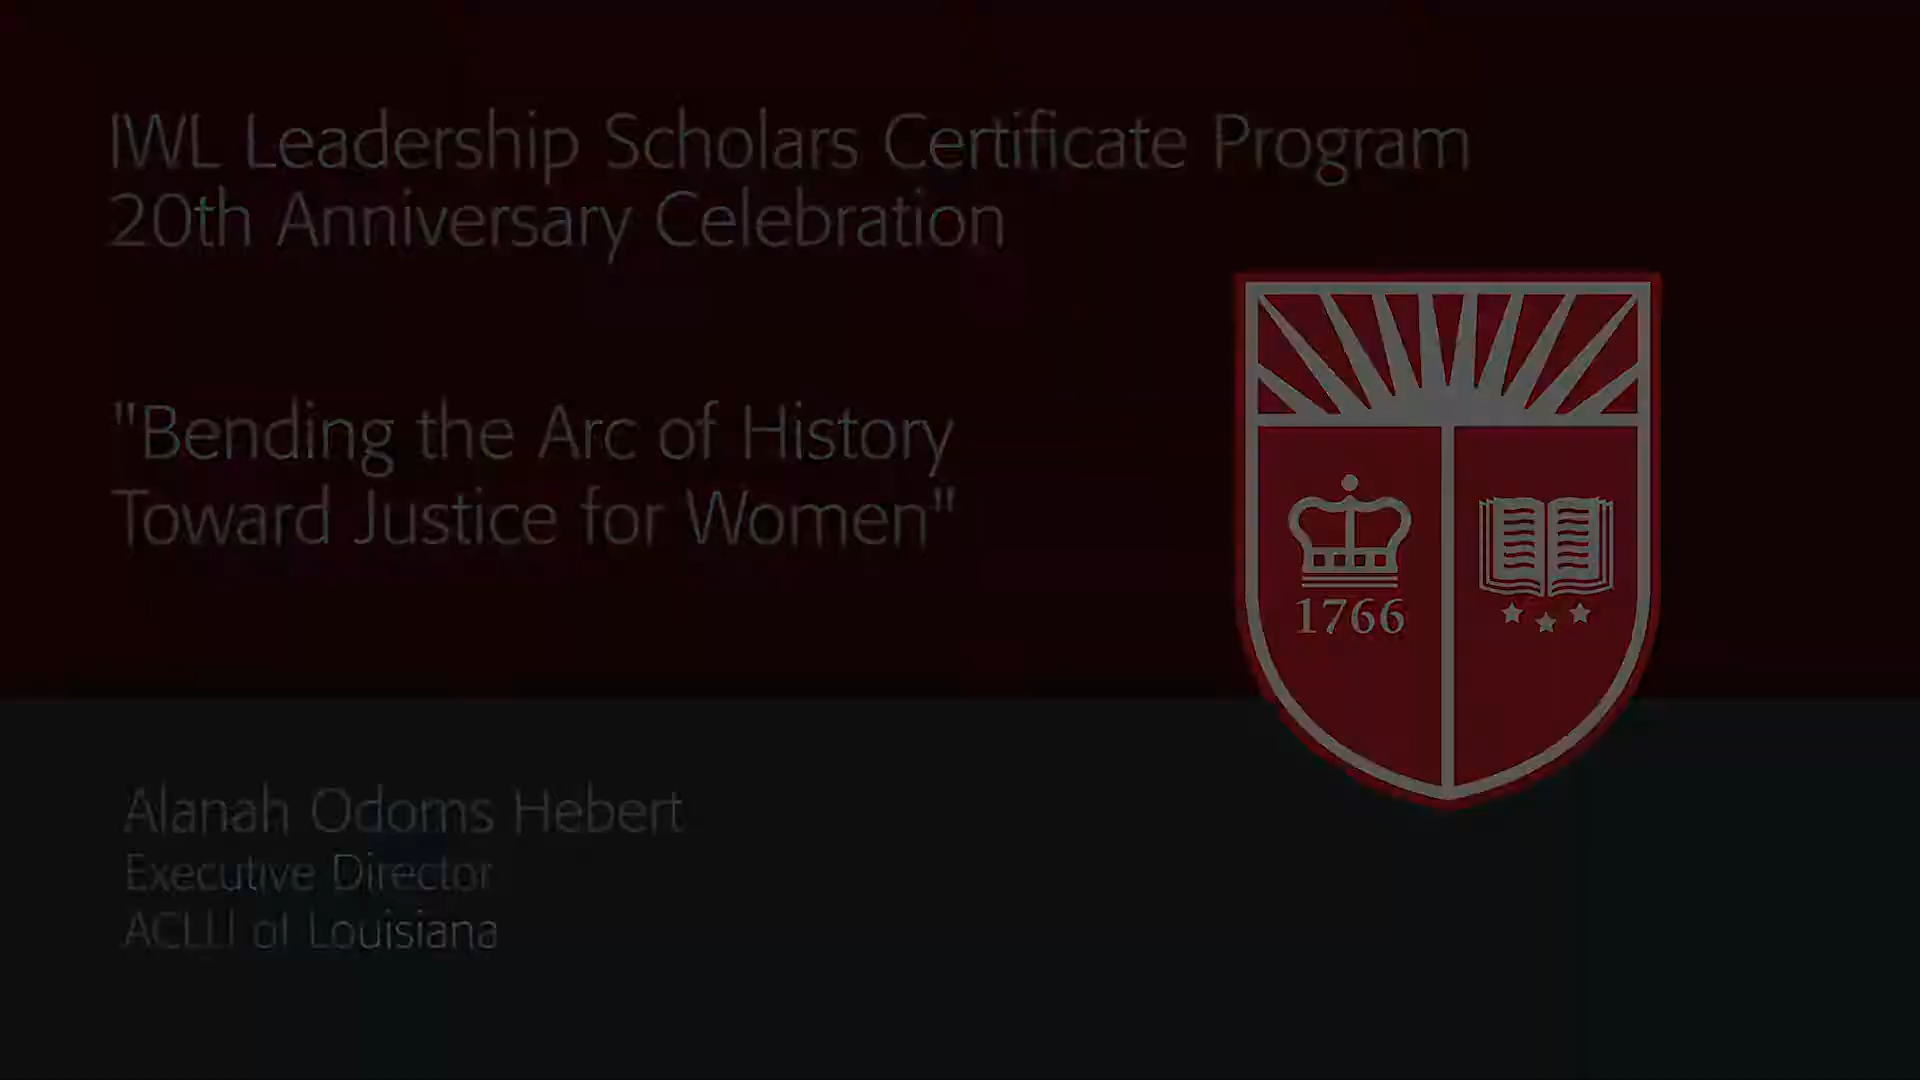 IWL Leadership Scholars Certificate Program
20th Anniversary Celebration
"Bending the Arc of History
Toward Justice for Women"
1766
Alanah Odoms Hebert
Executive Director
ACLU of Louisiana